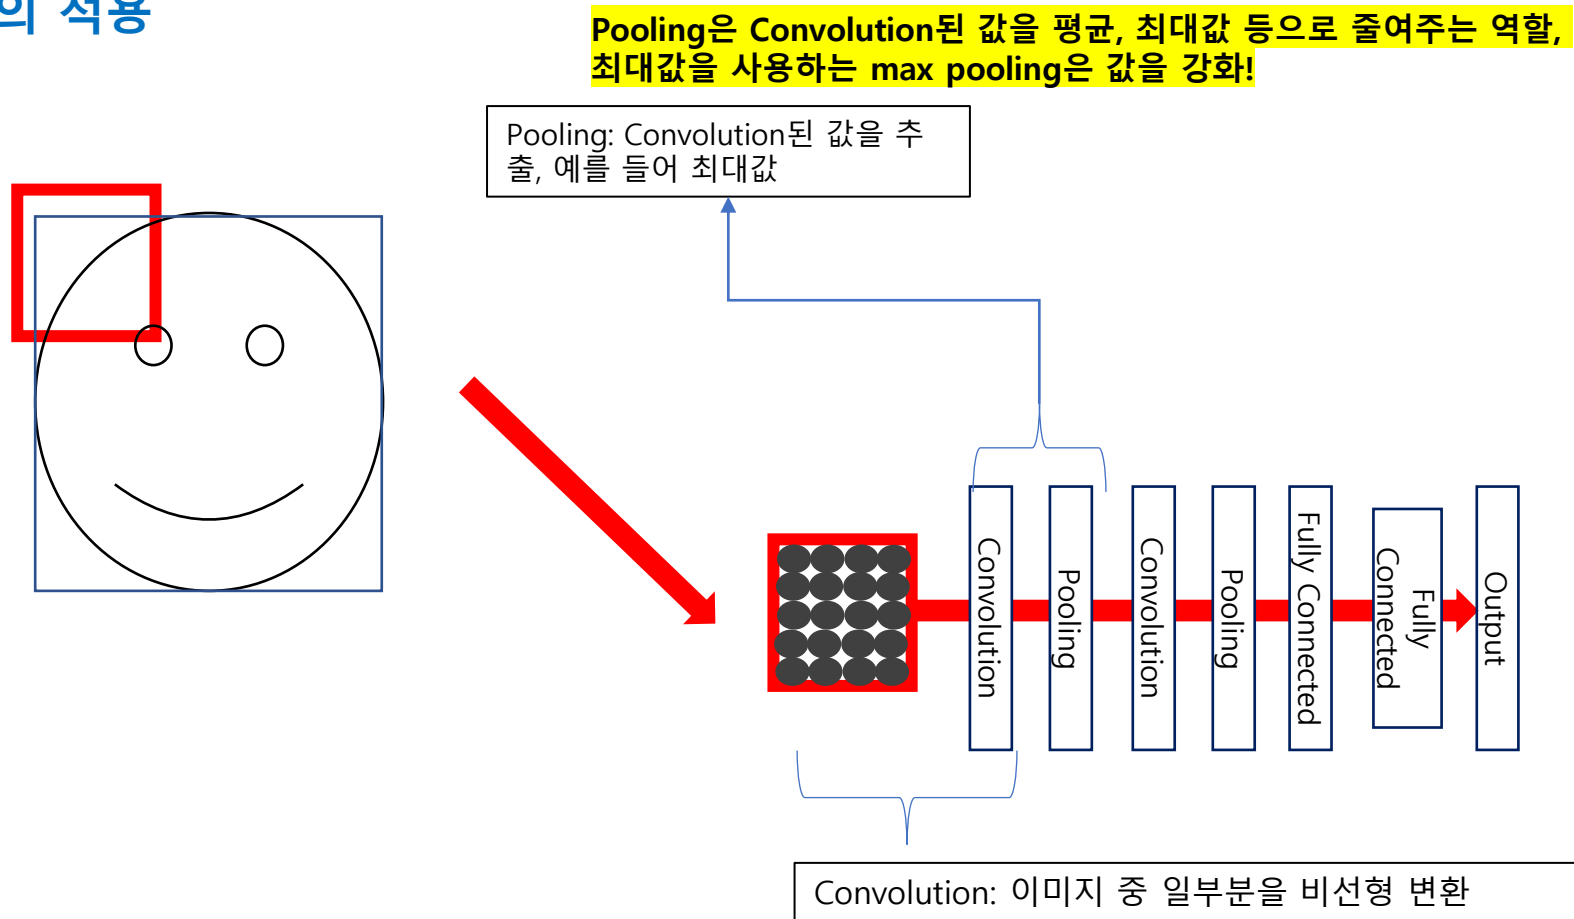 의 적용
Pooling은 Convolution된 값을 평균, 최대값 등으로 줄여주는 역할,
최대값을 사용하는 max pooling은 값을 강화!
Pooling: Convolution된 값을 추
출, 예를 들어 최대값
Convolution
Pooling
Convolution
Pooling
Fully Connected
Fully
Connected
Output
Convolution: 이미지 중 일부분을 비선형 변환